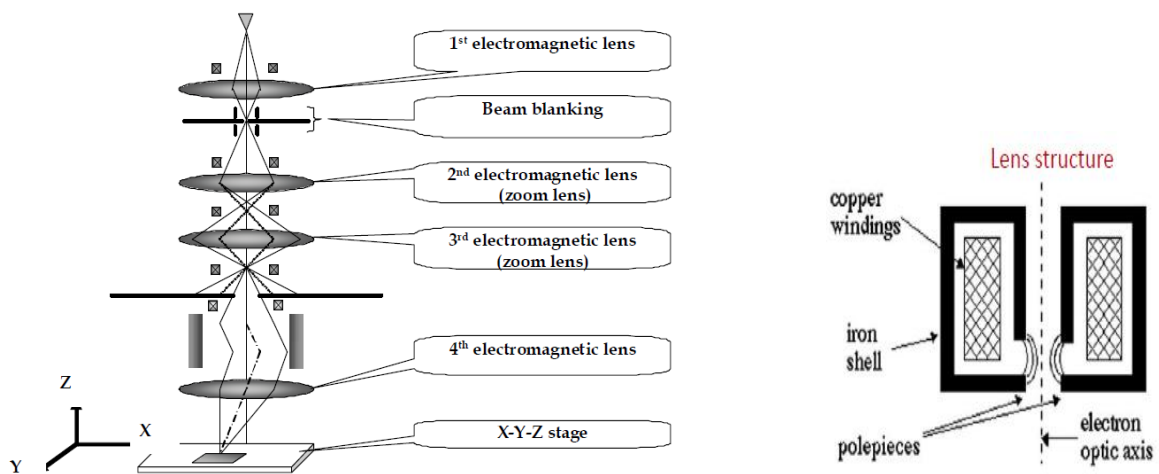 1st electromagnetic lens
Beam blanking
2nd electromagnetic lens
(zoom lens)
3rd electromagnetic lens
(zoom lens)
4th electromagnetic lens
X-Y-Z stage
Z
X
Y
Lens structure
copper
windings
iron
shell
polepieces
electron
optic axis